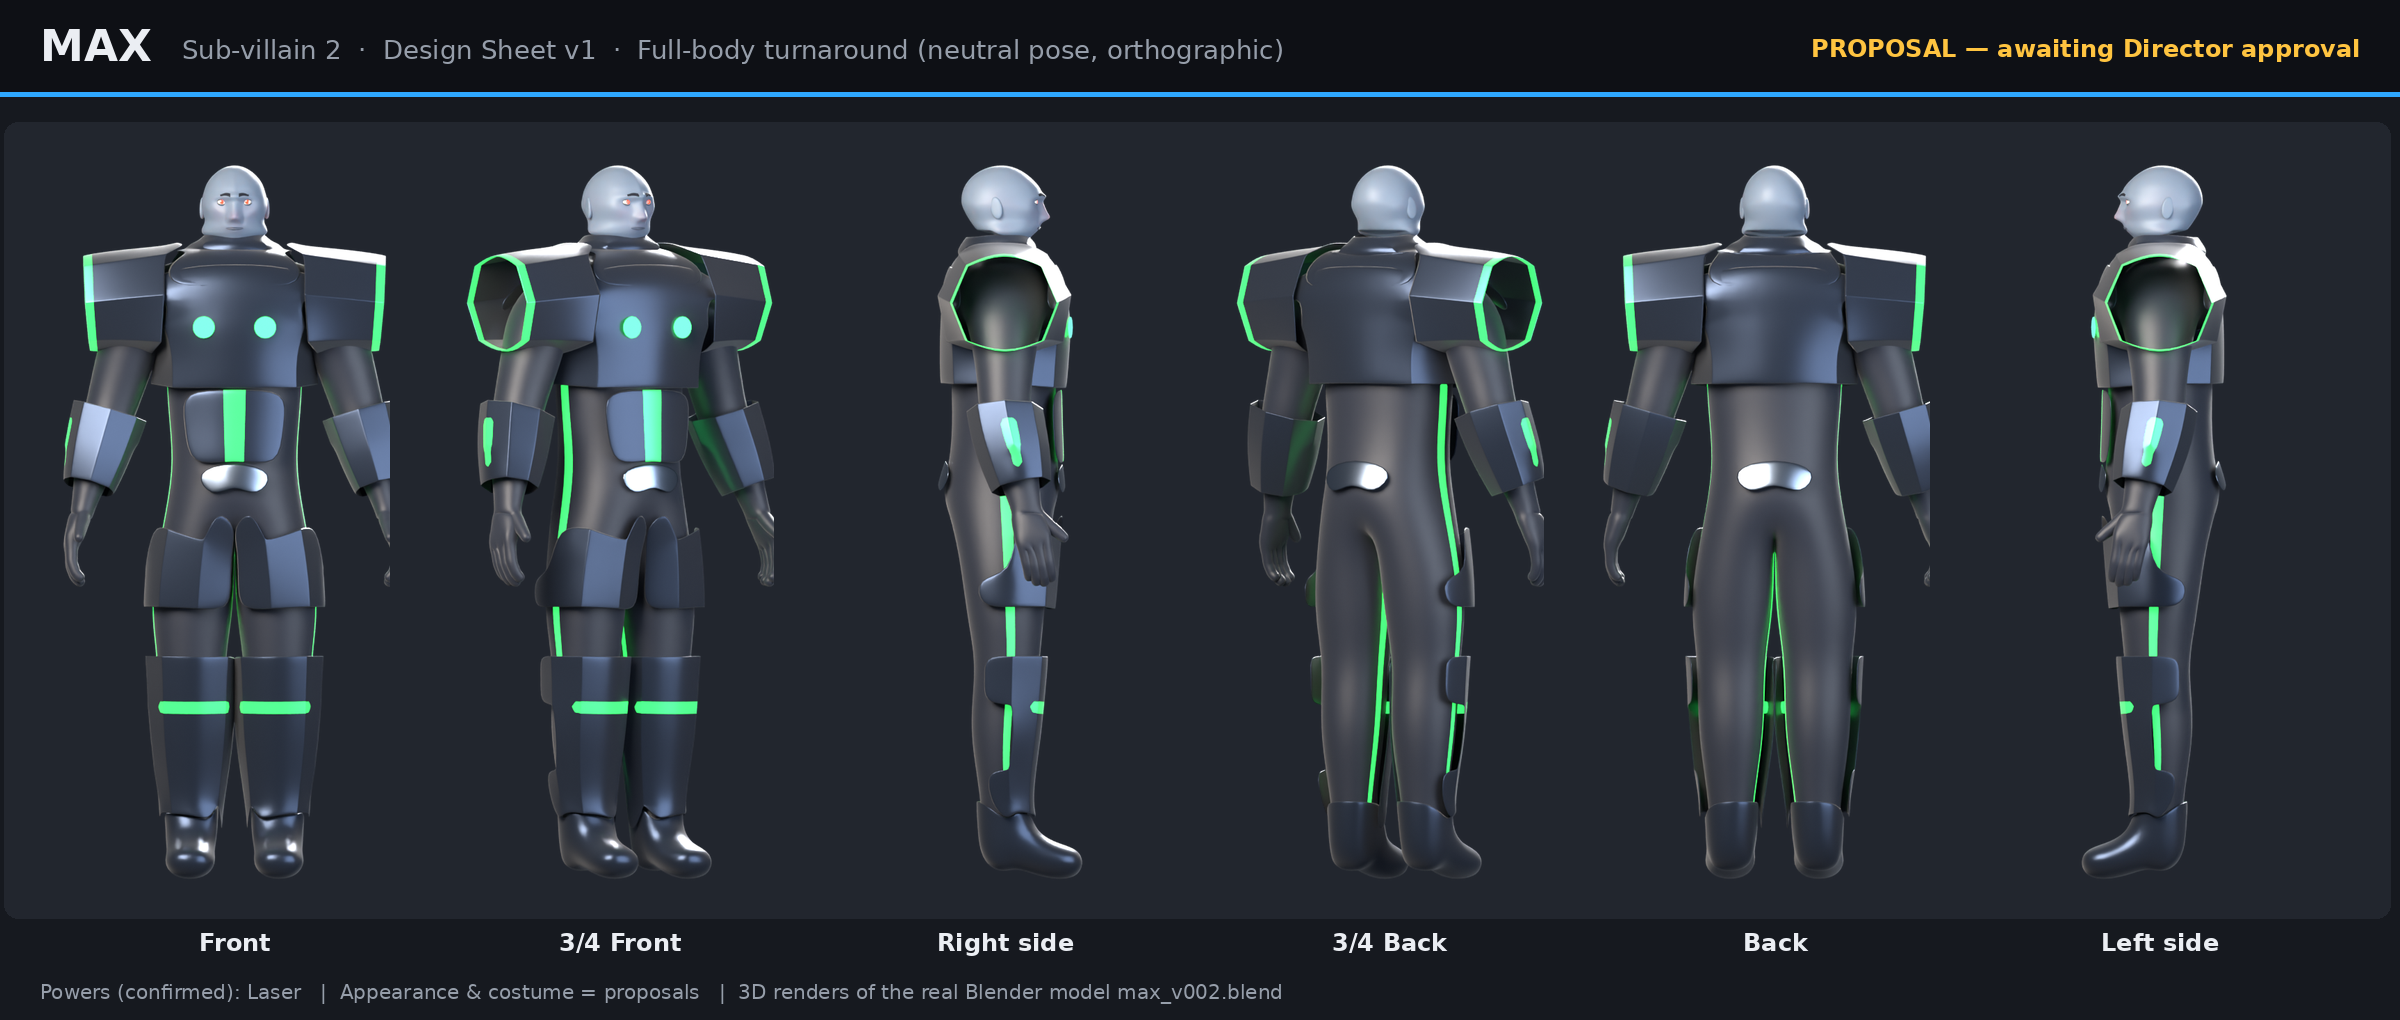 MAX Sub-villain 2 · Design Sheet v1 · Full-body turnaround (neutral pose, orthographic) PROPOSAL — awaiting Director approval
Front 3/4 Front Right side 3/4 Back Back Left side
Powers (confirmed): Laser | Appearance & costume = proposals | 3D renders of the real Blender model max_v002.blend